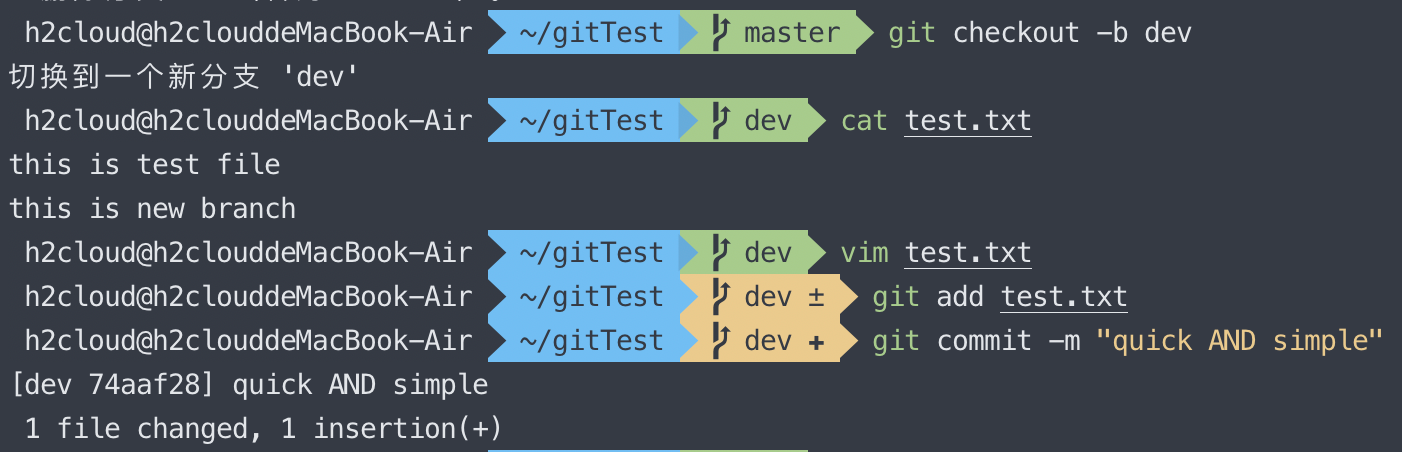 h2cloud@h2clouddeMacBook-Air ~/gitTest master git checkout -b dev
切换到一个新分支 'dev'
h2cloud@h2clouddeMacBook-Air ~/gitTest dev cat test.txt
this is test file
this is new branch
h2cloud@h2clouddeMacBook-Air ~/gitTest dev vim test.txt
h2cloud@h2clouddeMacBook-Air ~/gitTest dev ± git add test.txt
h2cloud@h2clouddeMacBook-Air ~/gitTest dev ✚ git commit -m "quick AND simple"
[dev 74aaf28] quick AND simple
1 file changed, 1 insertion(+)